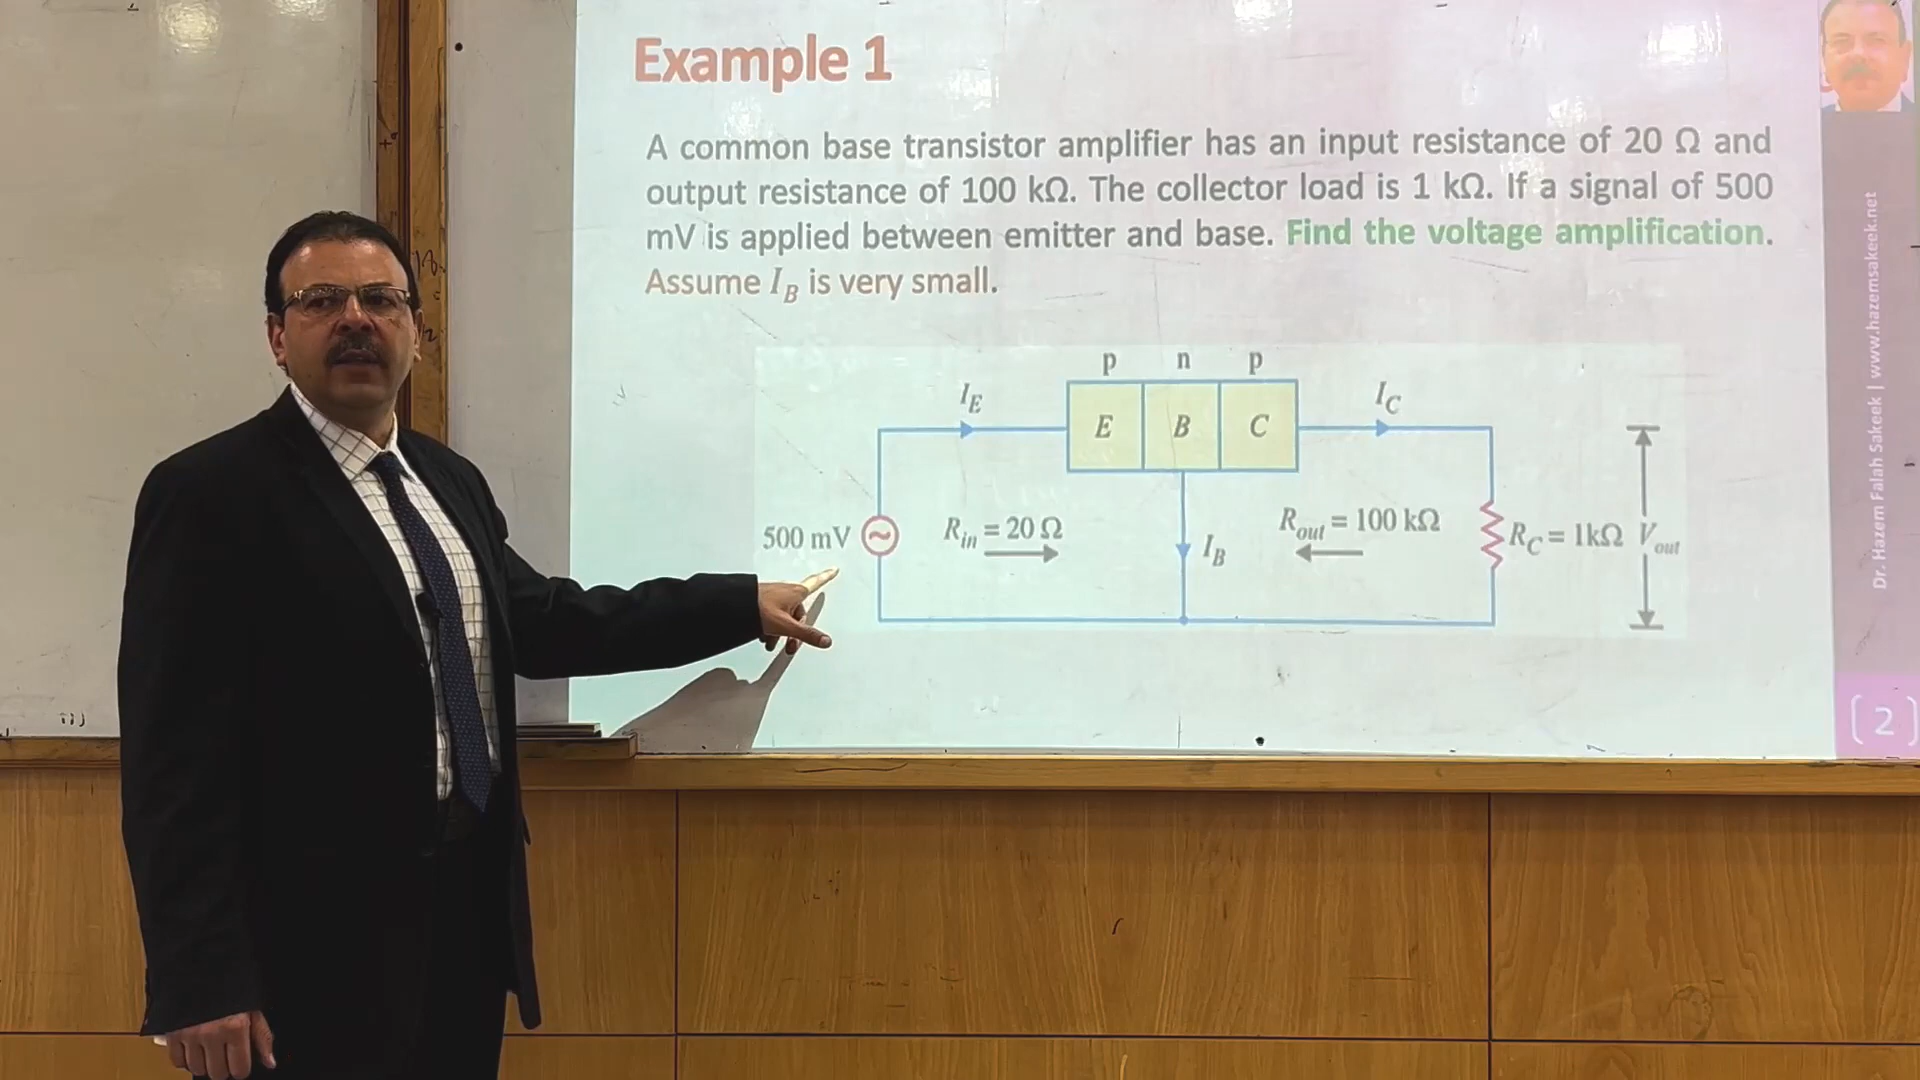 Example 1
A common base transistor amplifier has an input resistance of 20 Ω and
output resistance of 100 kΩ. The collector load is 1 kΩ. If a signal of 500
mV is applied between emitter and base. Find the voltage amplification.
Assume I_B is very small.
p n p
I_E
I_C
E B C
500 mV
R_in = 20 Ω
I_B
R_out = 100 kΩ
R_C = 1kΩ
V_out
Dr. Hazem Falah Sakeek | www.hazemsakeek.net
[2]